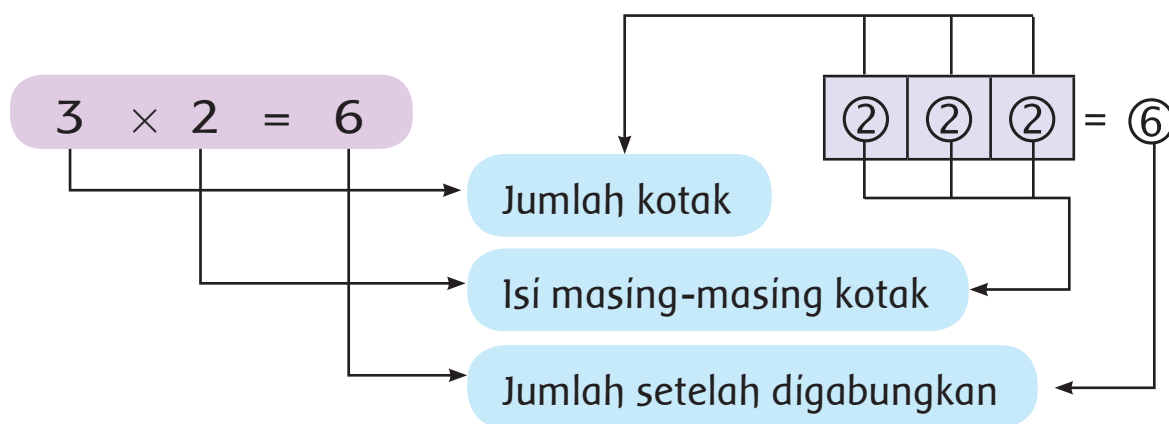 3 × 2 = 6
2 2 2 = 6
Jumlah kotak
Isi masing-masing kotak
Jumlah setelah digabungkan